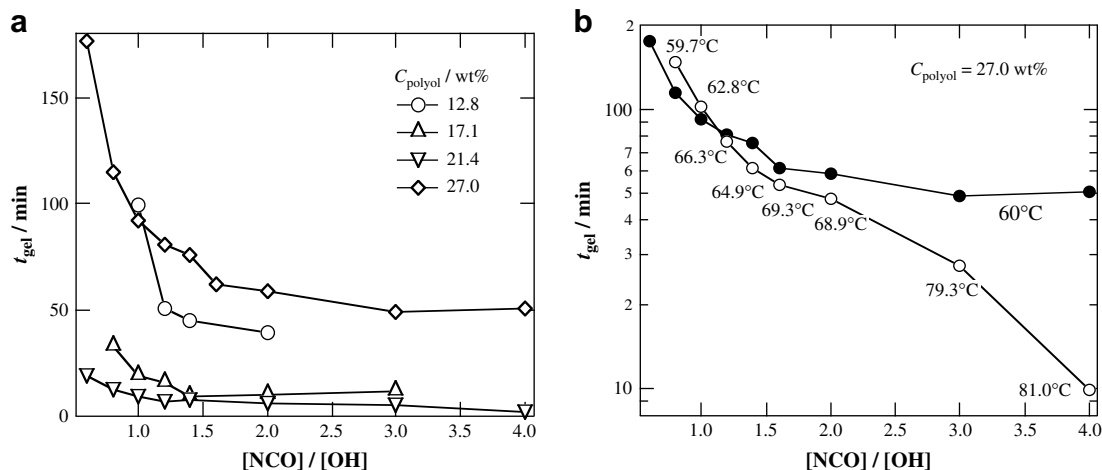 a
150
100
50
0
t_gel / min
C_polyol / wt%
12.8
17.1
21.4
27.0
1.0 1.5 2.0 2.5 3.0 3.5 4.0
[NCO] / [OH]
b
2
100
8
7
6
5
4
3
2
10
8
t_gel / min
C_polyol = 27.0 wt%
59.7°C
62.8°C
66.3°C
64.9°C
69.3°C
68.9°C
60°C
79.3°C
81.0°C
1.0 1.5 2.0 2.5 3.0 3.5 4.0
[NCO] / [OH]